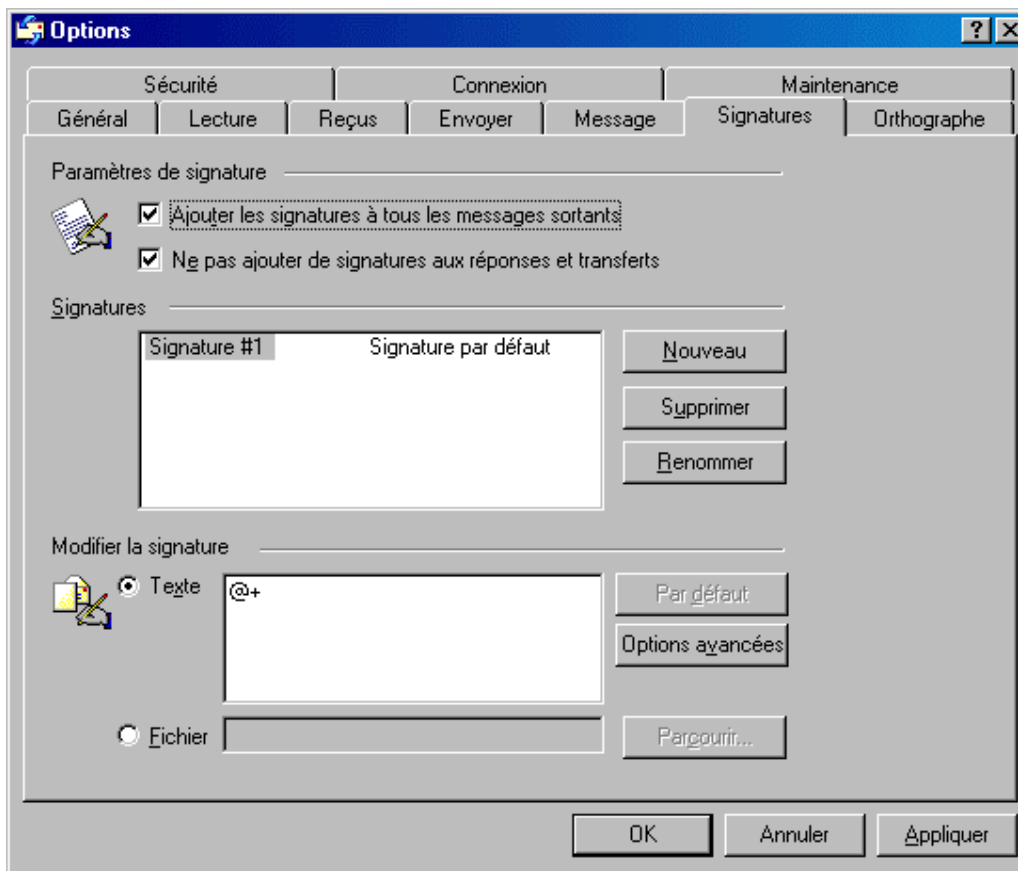 Options
Sécurité Connexion Maintenance
Général Lecture Reçus Envoyer Message Signatures Orthographe
Paramètres de signature
Ajouter les signatures à tous les messages sortants
Ne pas ajouter de signatures aux réponses et transferts
Signatures
Signature #1 Signature par défaut
Nouveau
Supprimer
Renommer
Modifier la signature
Texte @+ Par défaut
Options avancées
Fichier Parcourir...
OK Annuler Appliquer